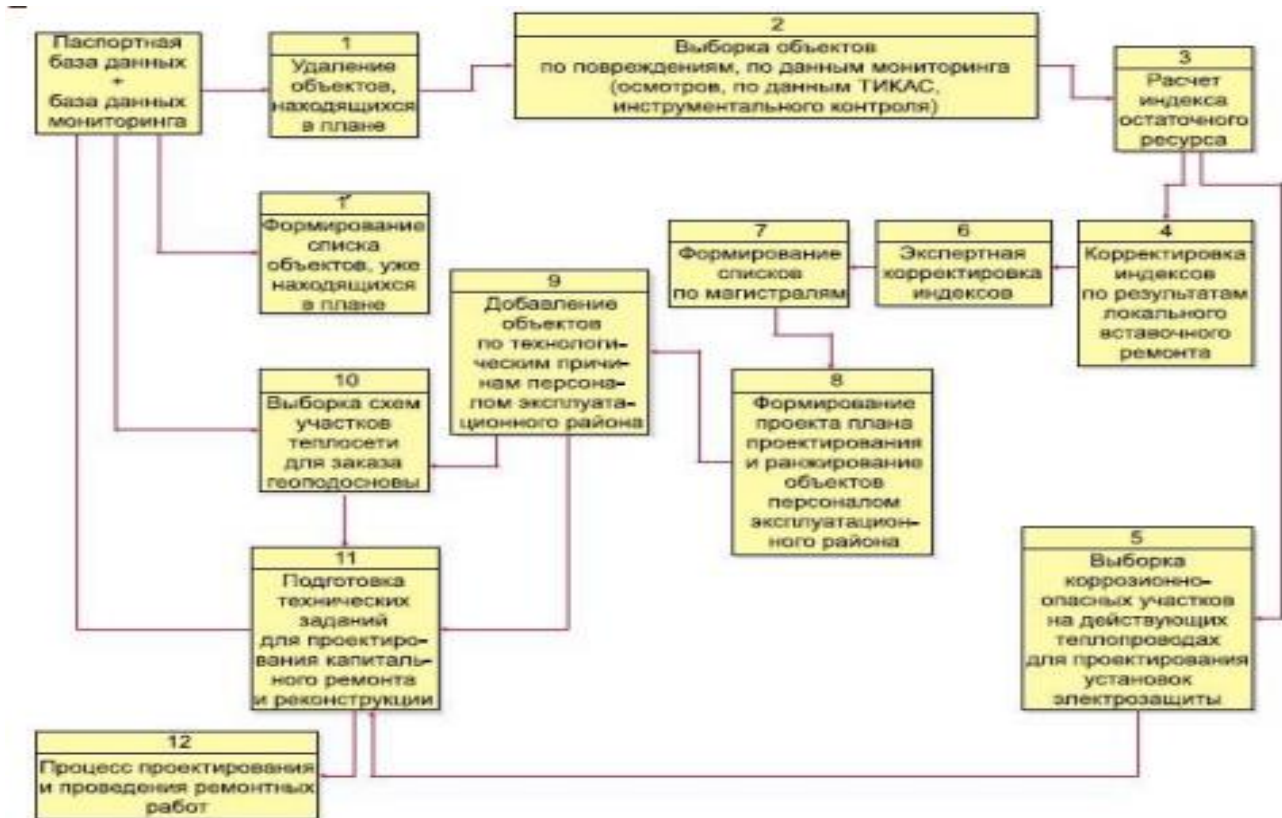 Паспортная
база данных
+
база данных
мониторинга
1
Удаление
объектов,
находящихся
в плане
2
Выборка объектов
по повреждениям, по данным мониторинга
(осмотров, по данным ТИКАС,
инструментального контроля)
3
Расчет
индекса
остаточного
ресурса
1'
Формирование
списка
объектов, уже
находящихся
в плане
9
Добавление
объектов
по технологи-
ческим причи-
нам персона-
лом эксплуата-
ционного района
7
Формирование
списков
по магистралям
6
Экспертная
корректировка
индексов
4
Корректировка
индексов
по результатам
локального
вставочного
ремонта
10
Выборка схем
участков
теплосети
для заказа
геоподосновы
8
Формирование
проекта плана
проектирования
и ранжирование
объектов
персоналом
эксплуатацион-
ного района
11
Подготовка
технических
заданий
для проектиро-
вания капиталь-
ного ремонта
и реконструкции
5
Выборка
коррозионно-
опасных участков
на действующих
теплопроводах
для проектирования
установок
электрозащиты
12
Процесс проектирования
и проведения ремонтных
работ